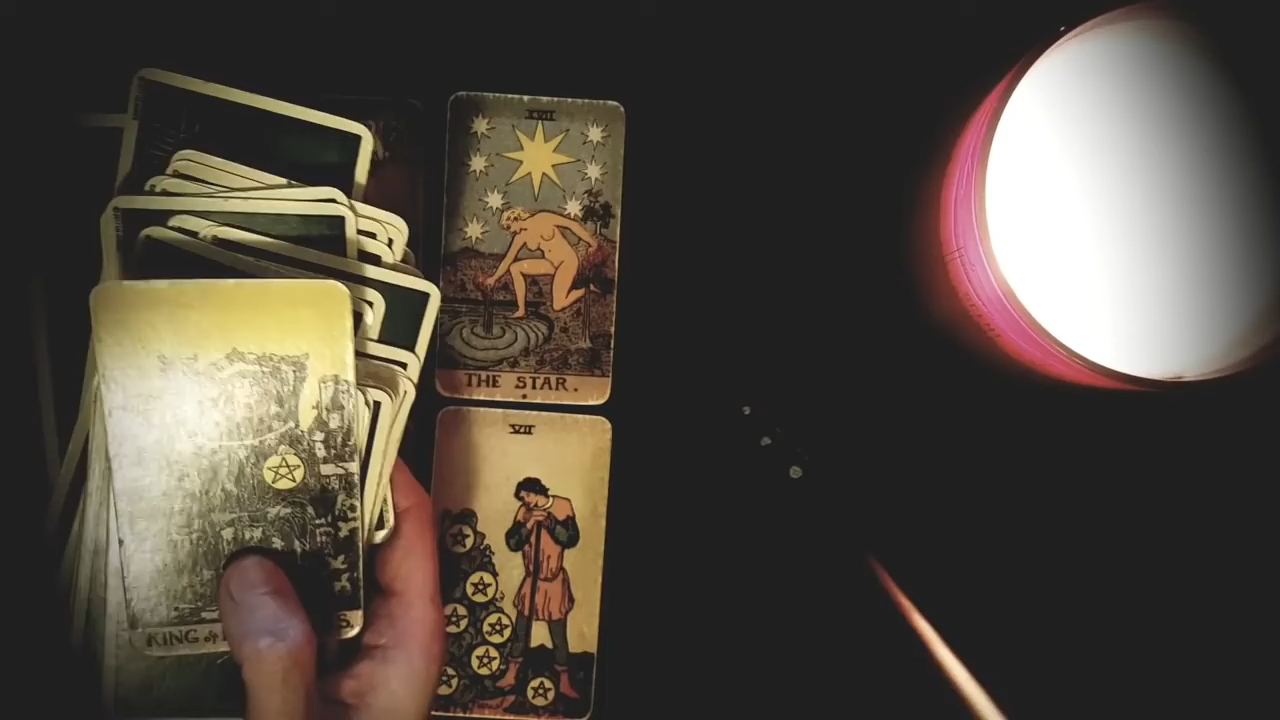 XVII
THE STAR.
VII
KING of
S.